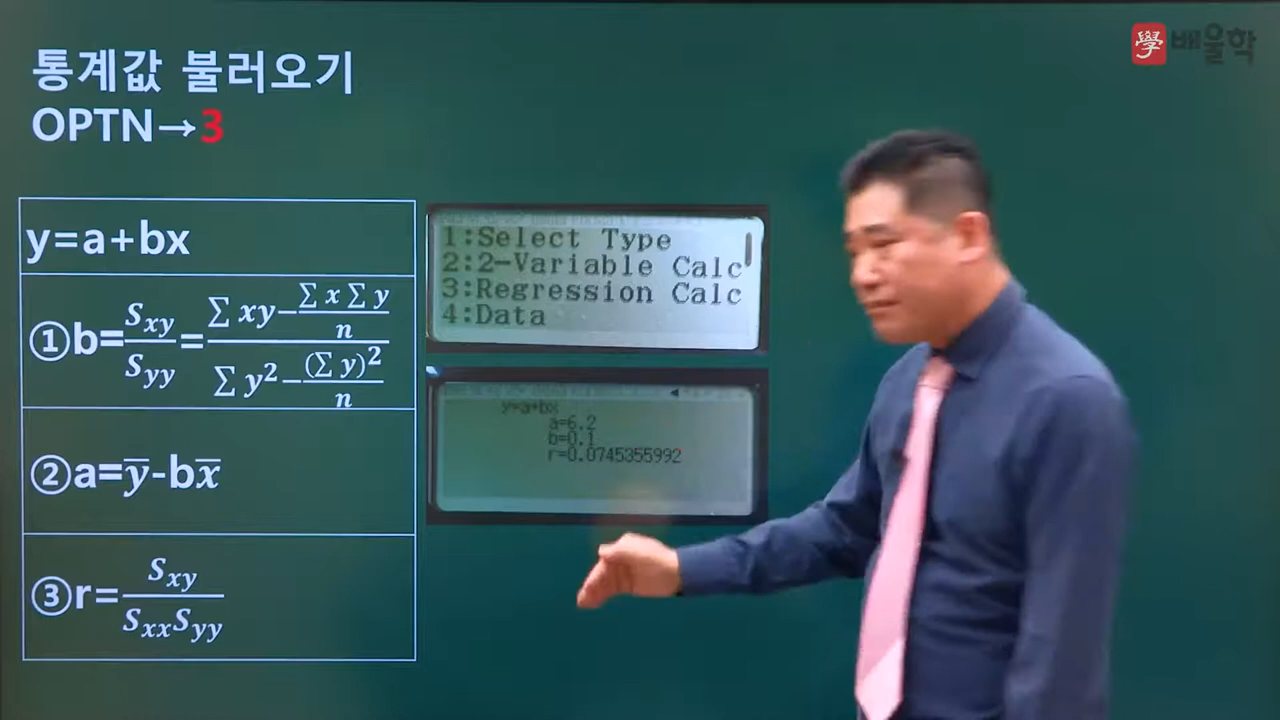 통계값 불러오기
OPTN→3
學 배울학
y=a+bx
①b=Sxy/Syy=(∑xy-(∑x∑y)/n)/(∑y²-(∑y)²/n)
②a=y̅-bx̅
③r=Sxy/(SxxSyy)
1:Select Type
2:2-Variable Calc
3:Regression Calc
4:Data
y=a+bx
a=6.2
b=0.1
r=0.0745355992